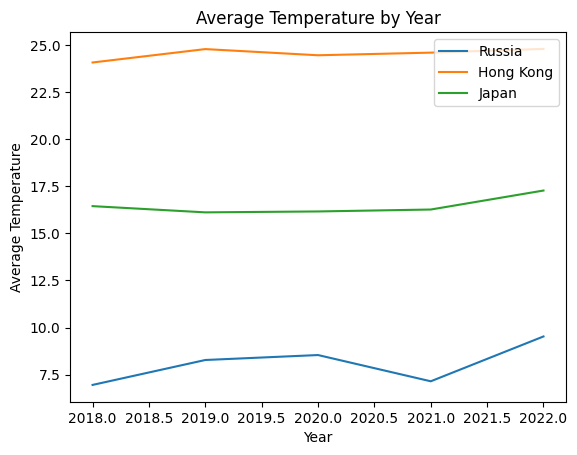 Average Temperature by Year
Average Temperature
25.0
22.5
20.0
17.5
15.0
12.5
10.0
7.5
Russia
Hong Kong
Japan
2018.0 2018.5 2019.0 2019.5 2020.0 2020.5 2021.0 2021.5 2022.0
Year